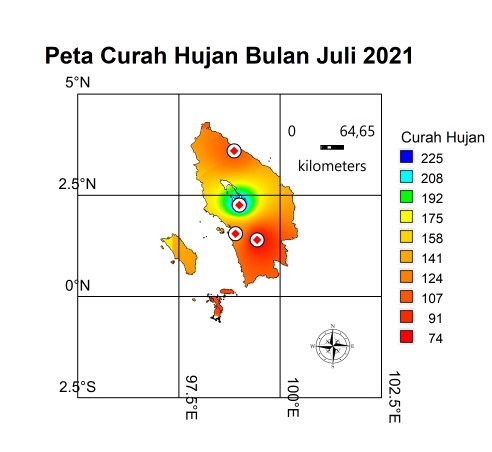 Peta Curah Hujan Bulan Juli 2021
5°N
0 64,65
kilometers
Curah Hujan
225
208
192
175
158
141
124
107
91
74
2.5°N
0°N
N
W E
S
2.5°S
97.5°E
100°E
102.5°E